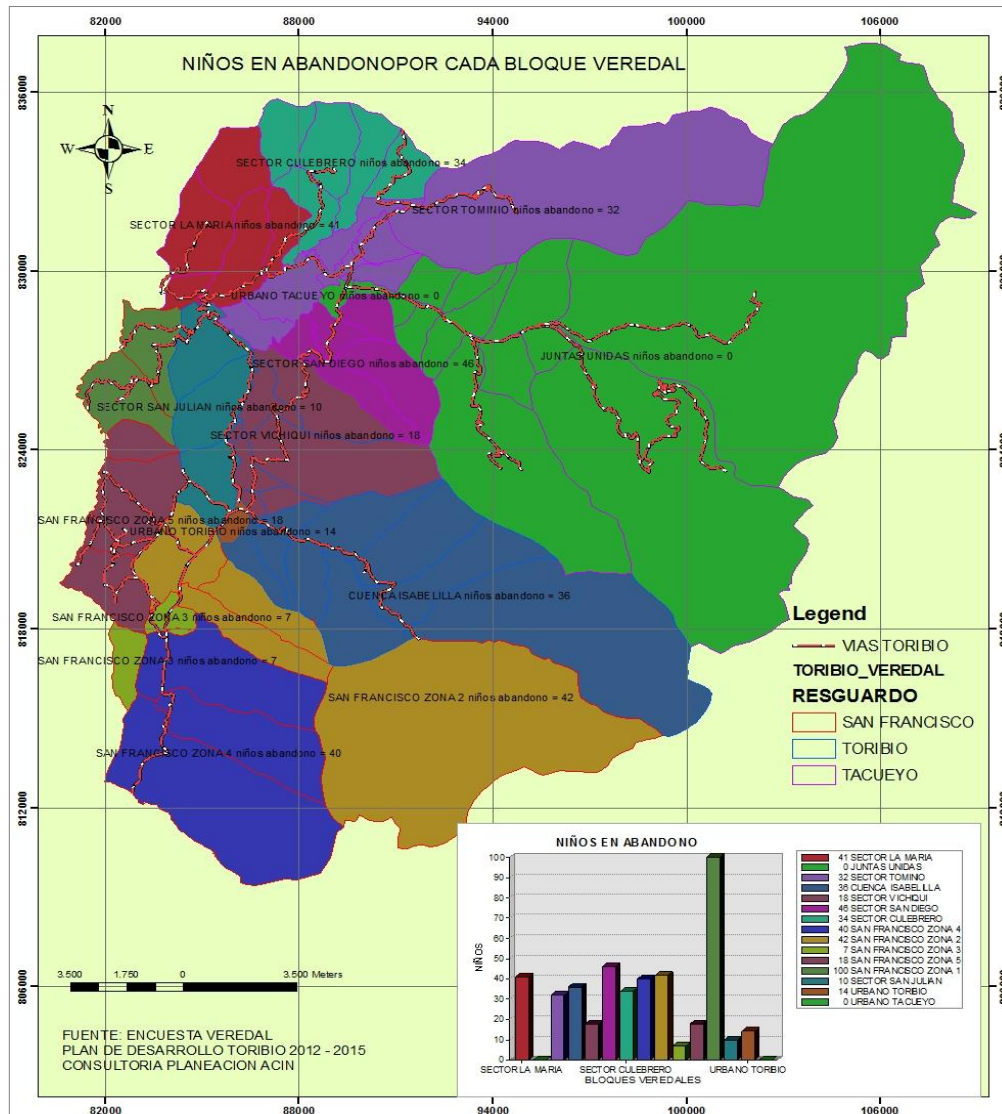 82000 88000 94000 100000 106000
NIÑOS EN ABANDONOPOR CADA BLOQUE VEREDAL
836000
N
W E
S
SECTOR CULEBRERO niños abandono = 34
SECTOR TOMINIO niños abandono = 32
SECTOR LA MARIA niños abandono = 41
830000
URBANO TACUEYO niños abandono = 0
JUNTAS UNIDAS niños abandono = 0
SECTOR SAN DIEGO niños abandono = 46
SECTOR SAN JULIAN niños abandono = 10
SECTOR VICHIQUI niños abandono = 18
824000
SAN FRANCISCO ZONA 5 niños abandono = 18
URBANO TORIBIO niños abandono = 14
CUENCA ISABELILLA niños abandono = 36
SAN FRANCISCO ZONA 3 niños abandono = 7
818000
SAN FRANCISCO ZONA 3 niños abandono = 7
SAN FRANCISCO ZONA 2 niños abandono = 42
SAN FRANCISCO ZONA 4 niños abandono = 40
812000
Legend
VIAS TORIBIO
TORIBIO_VEREDAL
RESGUARDO
SAN FRANCISCO
TORIBIO
TACUEYO
806000
3.500 1.750 0 3.500 Meters
FUENTE: ENCUESTA VEREDAL
PLAN DE DESARROLLO TORIBIO 2012 - 2015
CONSULTORIA PLANEACION ACIN
NIÑOS EN ABANDONO
100
90
80
70
60
50
40
30
20
10
0
NIÑOS
SECTOR LA MARIA SECTOR CULEBRERO URBANO TORIBIO
BLOQUES VEREDALES
41 SECTOR LA MARIA
0 JUNTAS UNIDAS
32 SECTOR TOMINIO
36 CUENCA ISABELILLA
18 SECTOR VICHIQUI
46 SECTOR SAN DIEGO
34 SECTOR CULEBRERO
40 SAN FRANCISCO ZONA 4
42 SAN FRANCISCO ZONA 2
7 SAN FRANCISCO ZONA 3
18 SAN FRANCISCO ZONA 5
100 SAN FRANCISCO ZONA 1
10 SECTOR SAN JULIAN
14 URBANO TORIBIO
0 URBANO TACUEYO
82000 88000 94000 100000 106000